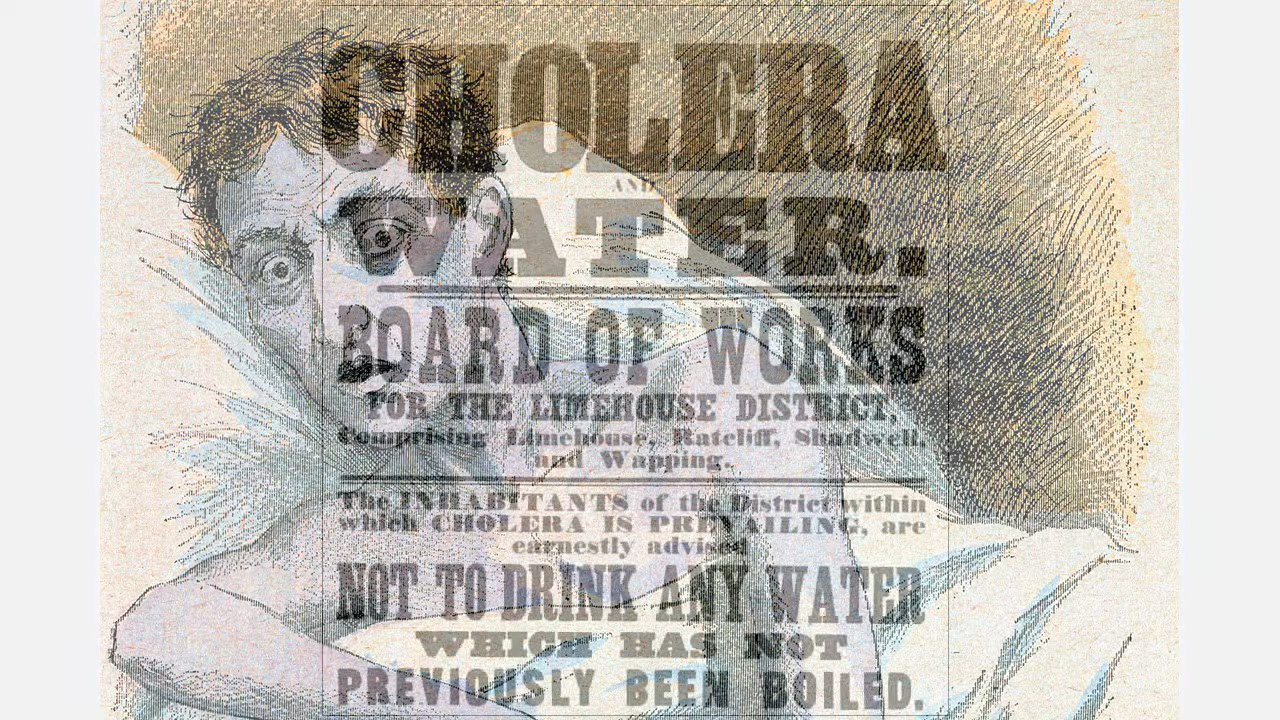 CHOLERA
AND
WATER.
BOARD OF WORKS
FOR THE LIMEHOUSE DISTRICT,
Comprising Limehouse, Ratcliff, Shadwell,
and Wapping.
The INHABITANTS of the District within
which CHOLERA IS PREVAILING, are
earnestly advised
NOT TO DRINK ANY WATER
WHICH HAS NOT
PREVIOUSLY BEEN BOILED.